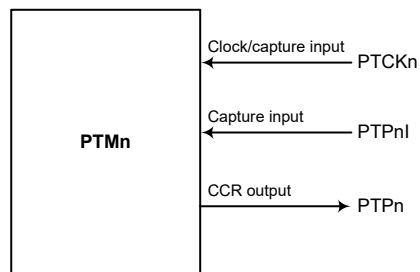 Clock/capture input
PTCKn
Capture input
PTPnI
PTMn
CCR output
PTPn